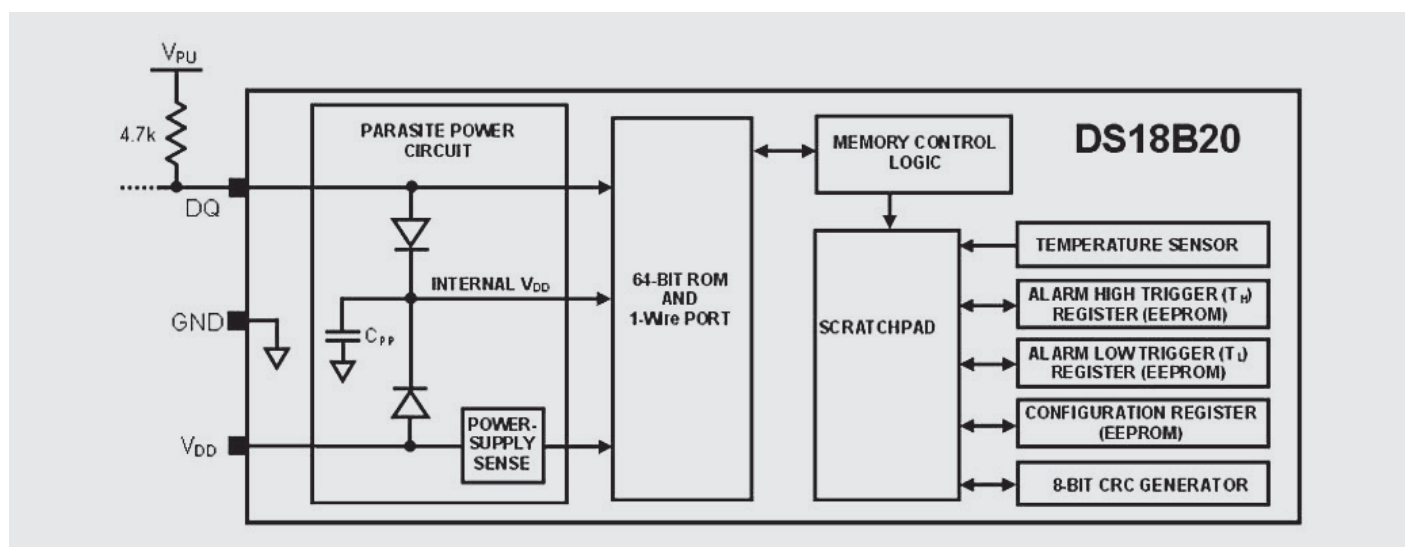 VPU
4.7k
DQ
GND
VDD
PARASITE POWER
CIRCUIT
INTERNAL VDD
CPP
POWER-
SUPPLY
SENSE
64-BIT ROM
AND
1-Wire PORT
MEMORY CONTROL
LOGIC
DS18B20
SCRATCHPAD
TEMPERATURE SENSOR
ALARM HIGH TRIGGER (TH)
REGISTER (EEPROM)
ALARM LOW TRIGGER (TL)
REGISTER (EEPROM)
CONFIGURATION REGISTER
(EEPROM)
8-BIT CRC GENERATOR